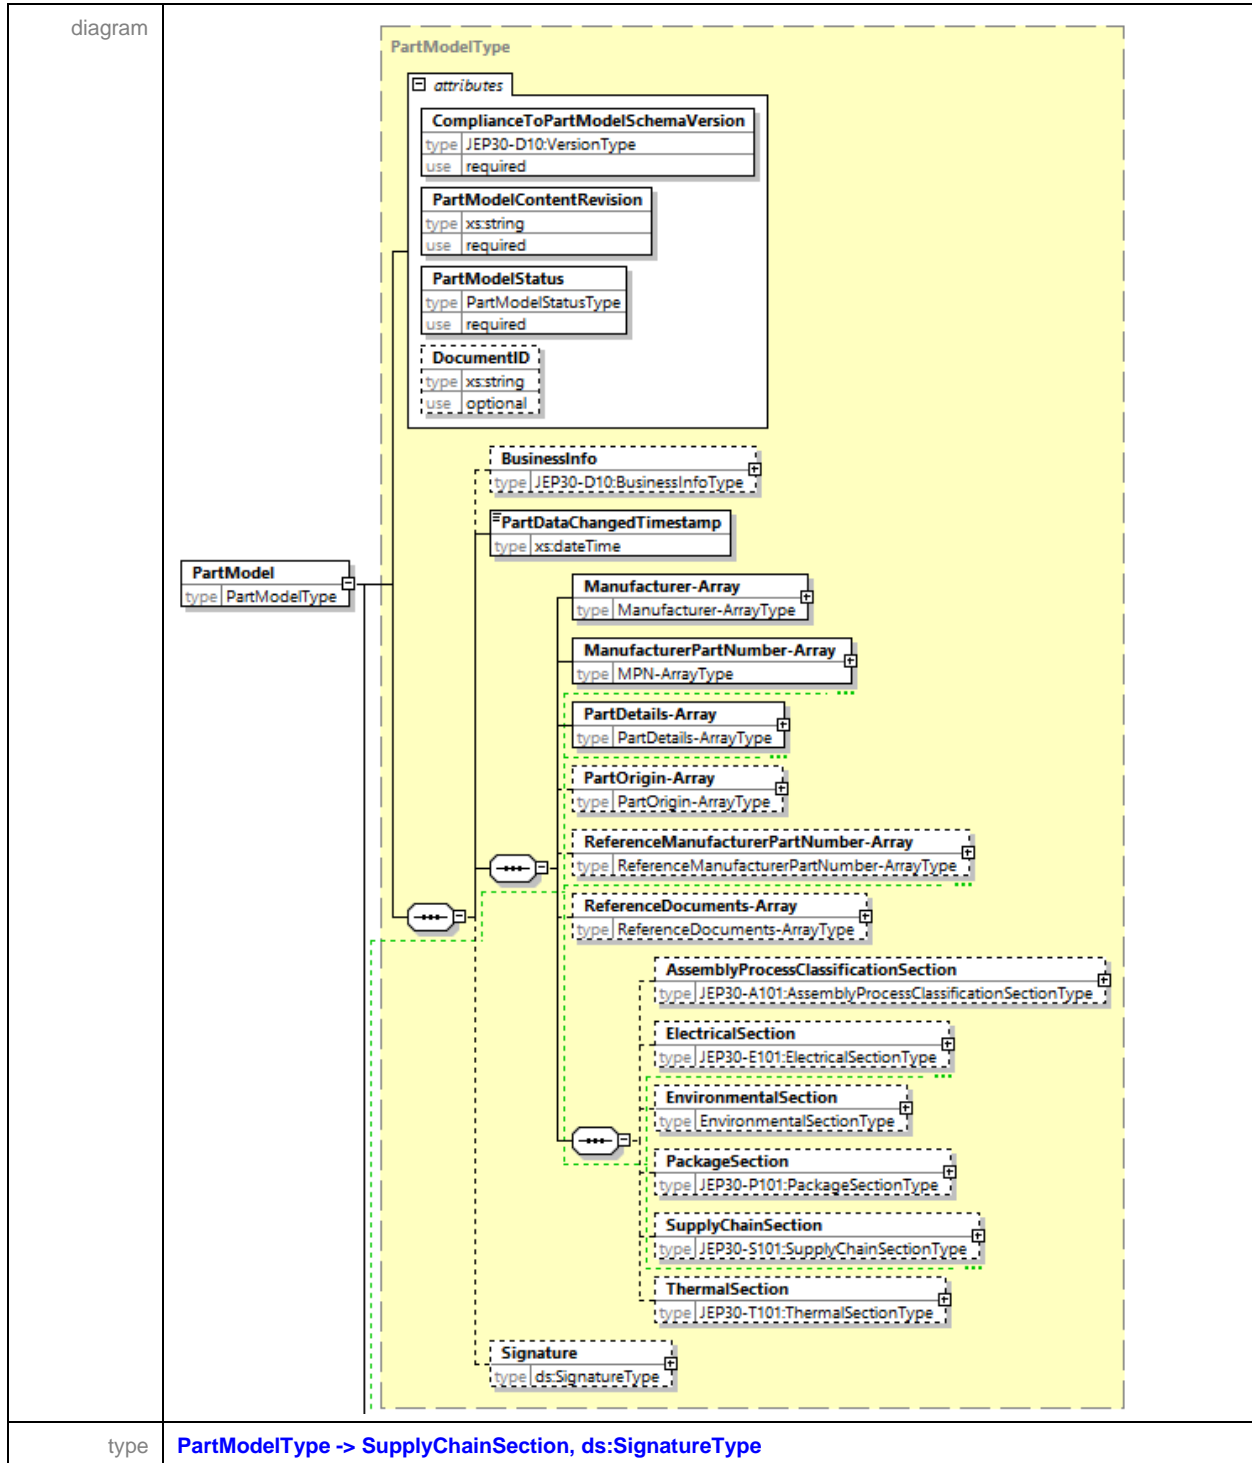 diagram
PartModelType
attributes
ComplianceToPartModelSchemaVersion
type JEP30-D10:VersionType
use required
PartModelContentRevision
type xs:string
use required
PartModelStatus
type PartModelStatusType
use required
DocumentID
type xs:string
use optional
BusinessInfo
type JEP30-D10:BusinessInfoType
PartDataChangedTimestamp
type xs:dateTime
PartModel
type PartModelType
Manufacturer-Array
type Manufacturer-ArrayType
ManufacturerPartNumber-Array
type MPN-ArrayType
PartDetails-Array
type PartDetails-ArrayType
PartOrigin-Array
type PartOrigin-ArrayType
ReferenceManufacturerPartNumber-Array
type ReferenceManufacturerPartNumber-ArrayType
ReferenceDocuments-Array
type ReferenceDocuments-ArrayType
AssemblyProcessClassificationSection
type JEP30-A101:AssemblyProcessClassificationSectionType
ElectricalSection
type JEP30-E101:ElectricalSectionType
EnvironmentalSection
type EnvironmentalSectionType
PackageSection
type JEP30-P101:PackageSectionType
SupplyChainSection
type JEP30-S101:SupplyChainSectionType
ThermalSection
type JEP30-T101:ThermalSectionType
Signature
type ds:SignatureType
type PartModelType -> SupplyChainSection, ds:SignatureType